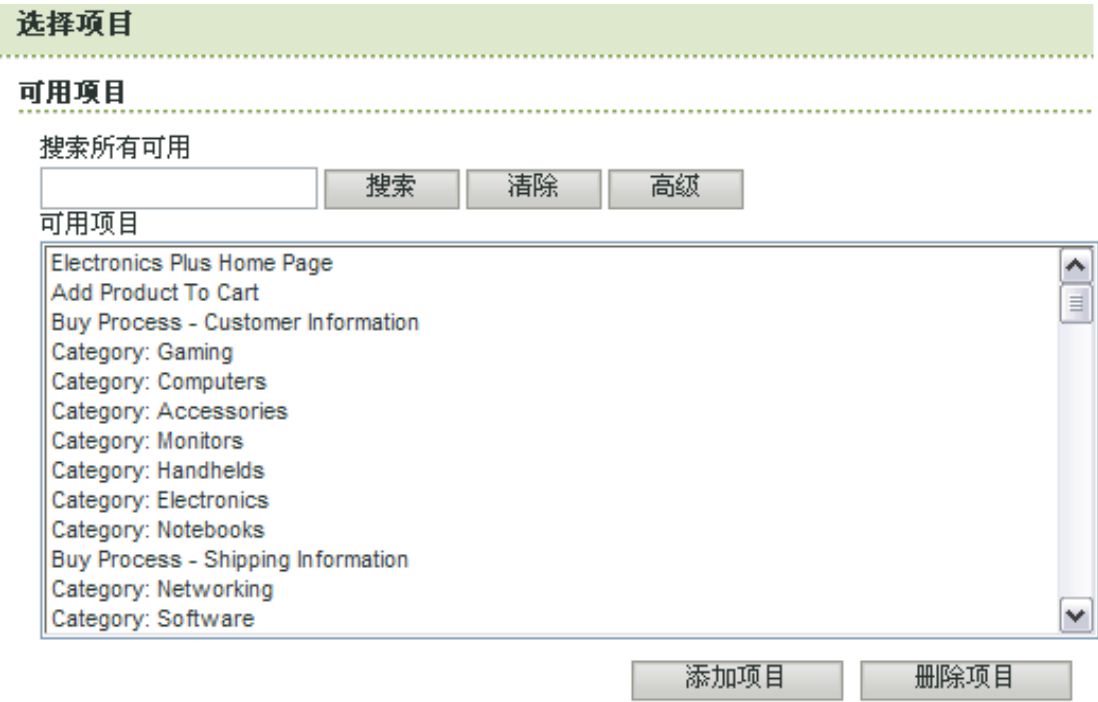 选择项目
可用项目
搜索所有可用
搜索 清除 高级
可用项目
Electronics Plus Home Page
Add Product To Cart
Buy Process - Customer Information
Category: Gaming
Category: Computers
Category: Accessories
Category: Monitors
Category: Handhelds
Category: Electronics
Category: Notebooks
Buy Process - Shipping Information
Category: Networking
Category: Software
添加项目 删除项目